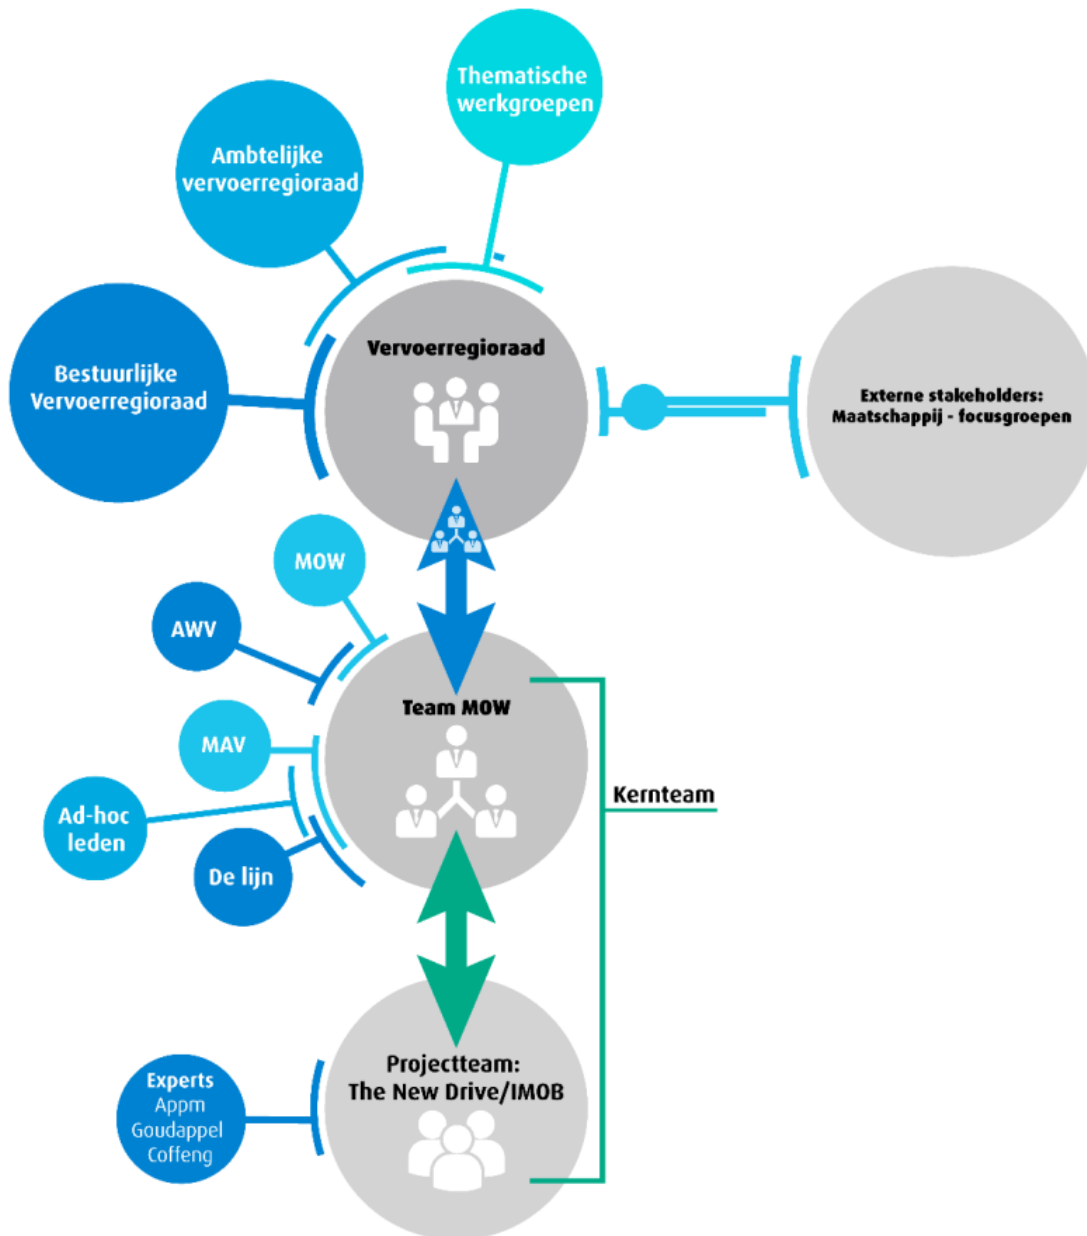 Thematische
werkgroepen
Ambtelijke
vervoerregioraad
Bestuurlijke
Vervoerregioraad
Vervoerregioraad
Externe stakeholders:
Maatschappij - focusgroepen
MOW
AWV
Team MOW
MAV
Kernteam
Ad-hoc
leden
De lijn
Projectteam:
The New Drive/IMOB
Experts
Appm
Goudappel
Coffeng